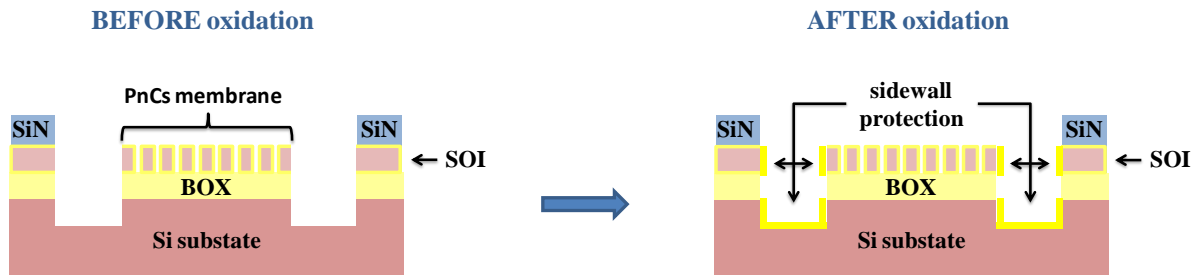 BEFORE oxidation
PnCs membrane
SiN
SiN
SOI
BOX
Si substate
AFTER oxidation
sidewall
protection
SiN
SiN
SOI
BOX
Si substate